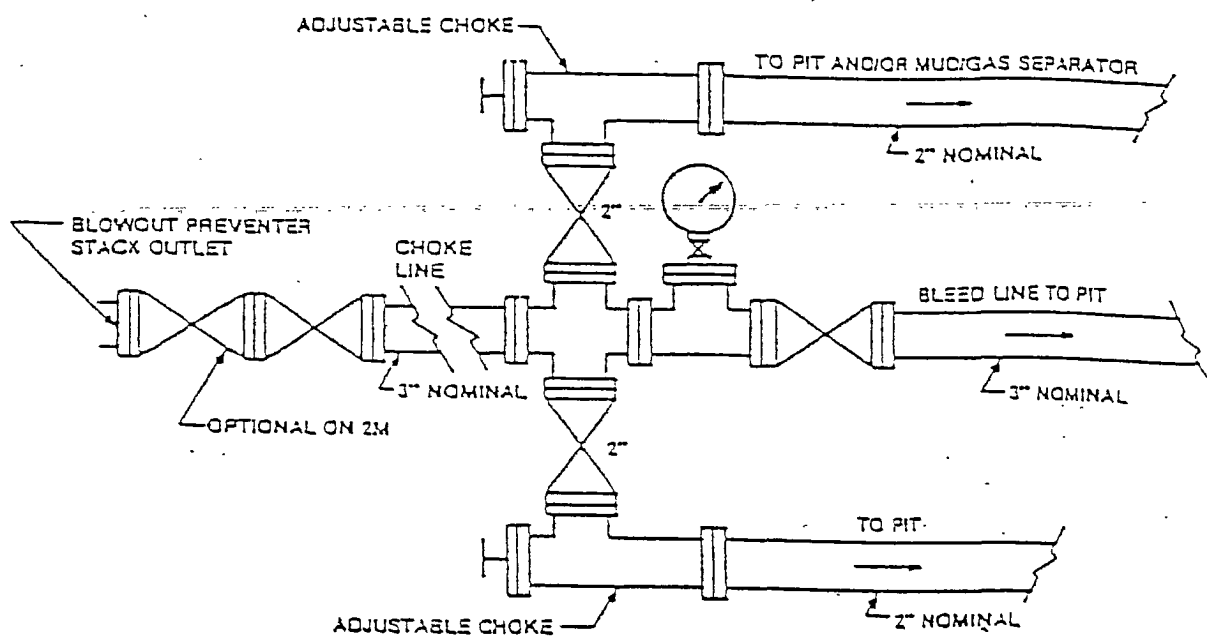 ADJUSTABLE CHOKE
TO PIT AND/OR MUD/GAS SEPARATOR
2" NOMINAL
2"
BLOWOUT PREVENTER
STACK OUTLET
CHOKE
LINE
BLEED LINE TO PIT
3" NOMINAL
3" NOMINAL
OPTIONAL ON 2M
2"
TO PIT
2" NOMINAL
ADJUSTABLE CHOKE